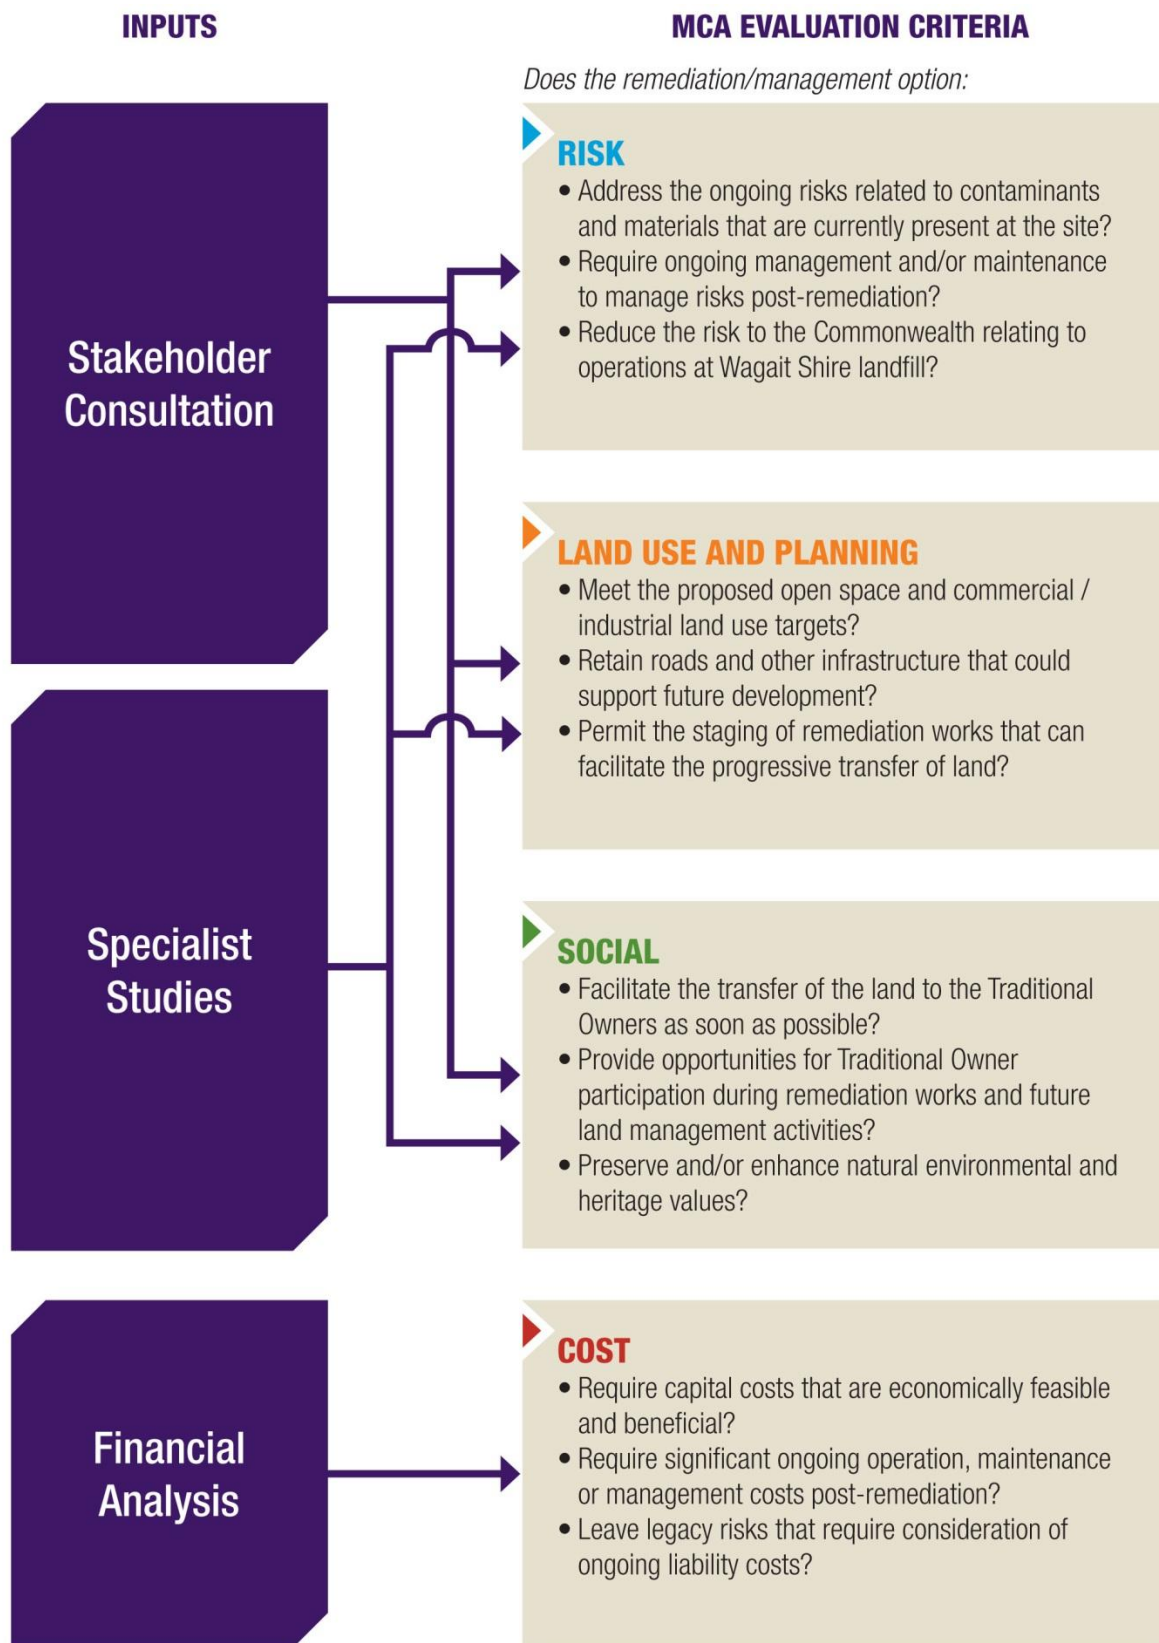 INPUTS
MCA EVALUATION CRITERIA
Does the remediation/management option:
Stakeholder
Consultation
Specialist
Studies
Financial
Analysis
RISK
• Address the ongoing risks related to contaminants
and materials that are currently present at the site?
• Require ongoing management and/or maintenance
to manage risks post-remediation?
• Reduce the risk to the Commonwealth relating to
operations at Wagait Shire landfill?
LAND USE AND PLANNING
• Meet the proposed open space and commercial /
industrial land use targets?
• Retain roads and other infrastructure that could
support future development?
• Permit the staging of remediation works that can
facilitate the progressive transfer of land?
SOCIAL
• Facilitate the transfer of the land to the Traditional
Owners as soon as possible?
• Provide opportunities for Traditional Owner
participation during remediation works and future
land management activities?
• Preserve and/or enhance natural environmental and
heritage values?
COST
• Require capital costs that are economically feasible
and beneficial?
• Require significant ongoing operation, maintenance
or management costs post-remediation?
• Leave legacy risks that require consideration of
ongoing liability costs?